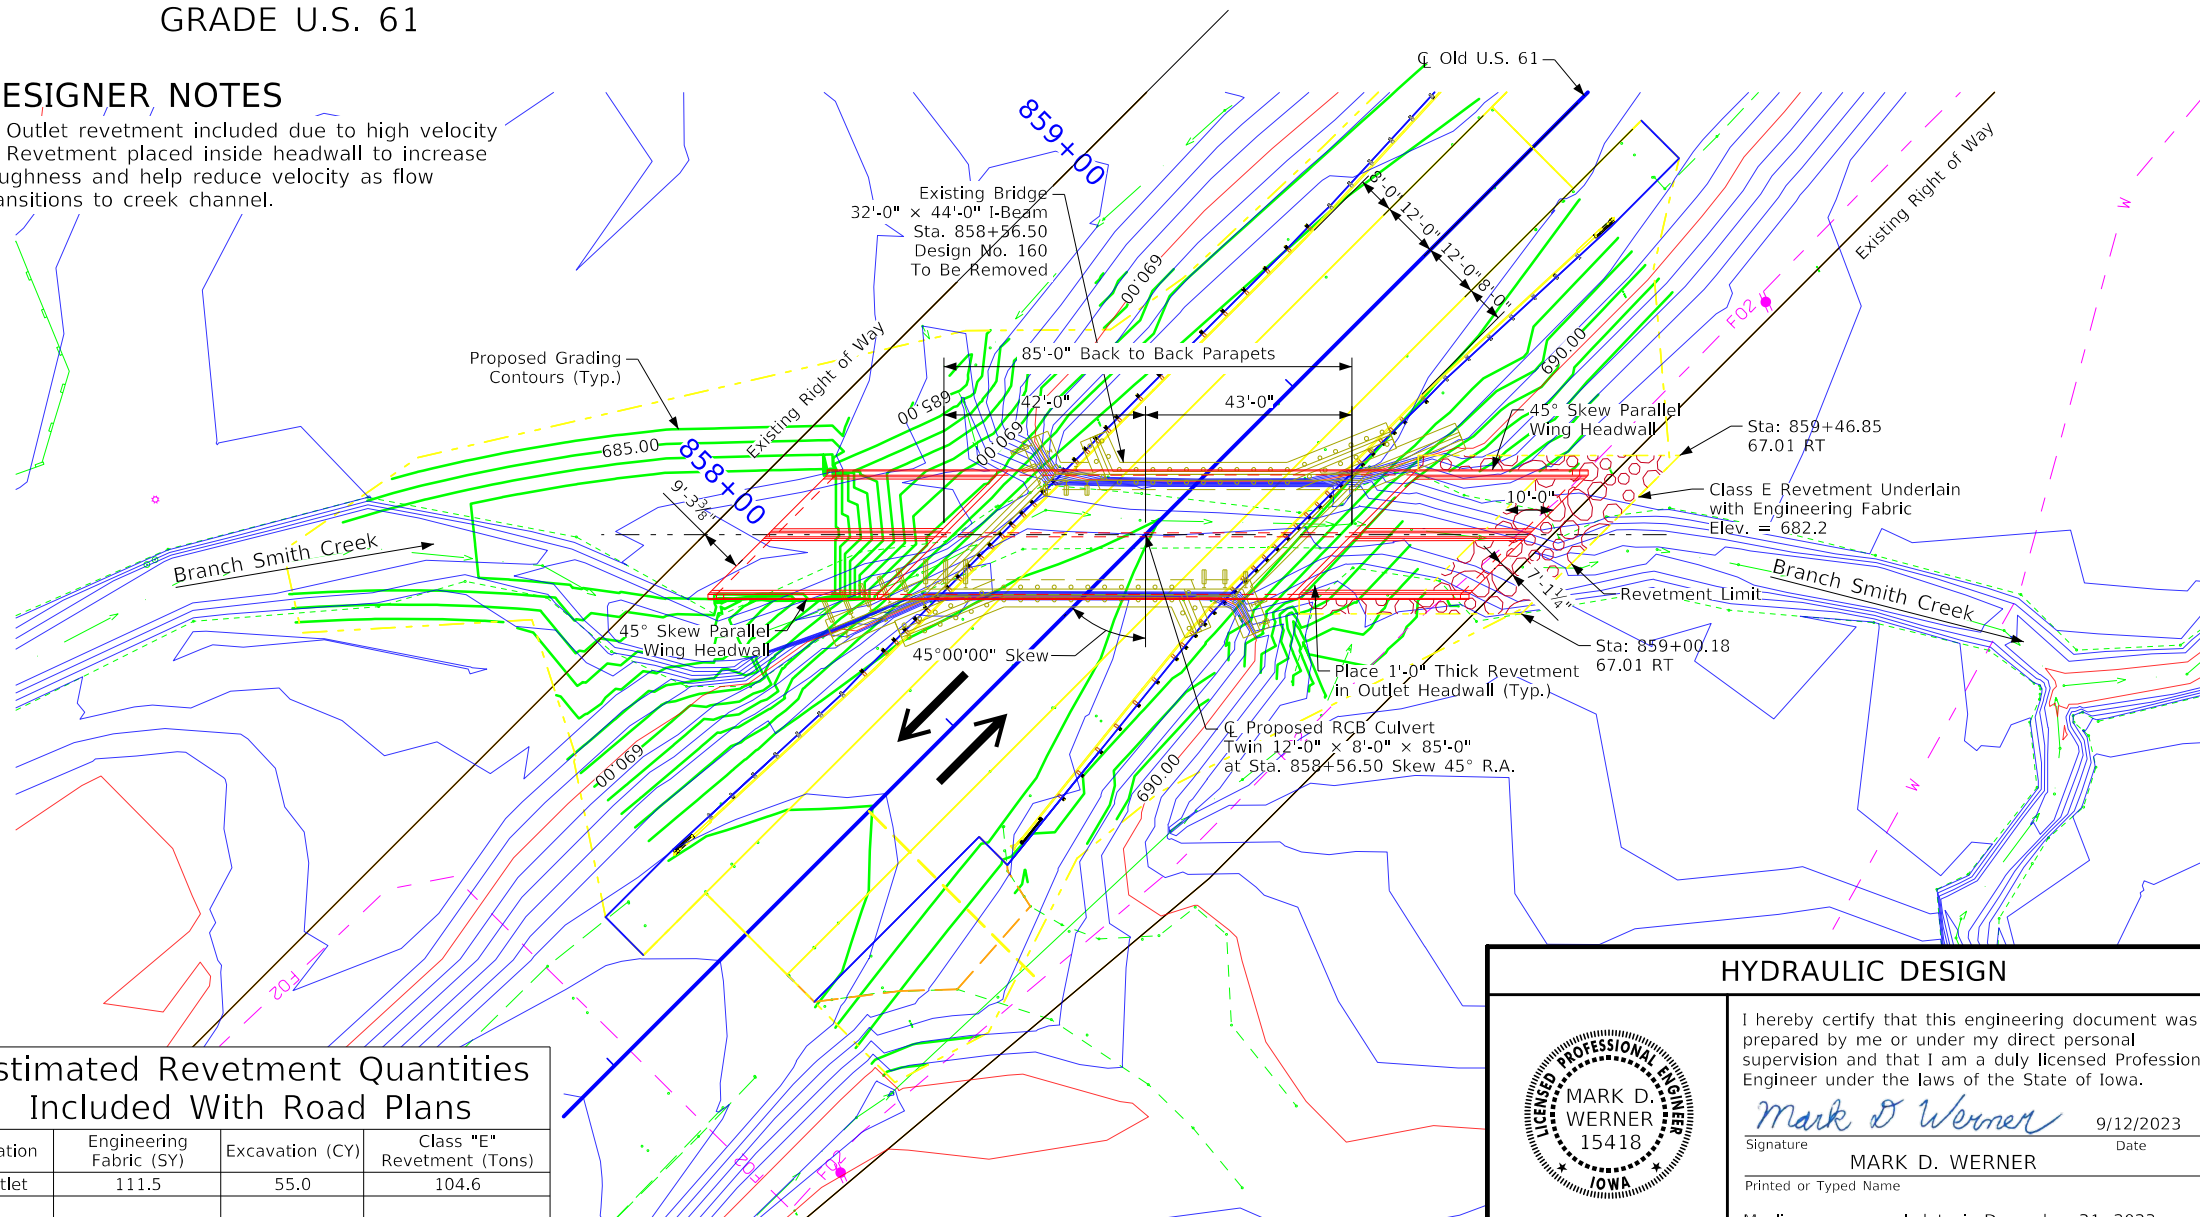 GRADE U.S. 61
ESIGNER NOTES
Outlet revetment included due to high velocity
Revetment placed inside headwall to increase
ughness and help reduce velocity as flow
ansitions to creek channel.
℄ Old U.S. 61
859+00
Existing Bridge
32'-0" × 44'-0" I-Beam
Sta. 858+56.50
Design No. 160
To Be Removed
690.00
8'-0"
12'-0"
12'-0"
8'-0"
Existing Right of Way
M
F02
690.00
Existing Right of Way
85'-0" Back to Back Parapets
42'-0"
43'-0"
Proposed Grading
Contours (Typ.)
685.00
685.00
690.00
858+00
9'-3⅜"
45° Skew Parallel
Wing Headwall
Sta: 859+46.85
67.01 RT
10'-0"
Class E Revetment Underlain
with Engineering Fabric
Elev. = 682.2
Branch Smith Creek
Branch Smith Creek
7'-1¼"
Revetment Limit
45° Skew Parallel
Wing Headwall
45°00'00" Skew
Sta: 859+00.18
67.01 RT
Place 1'-0" Thick Revetment
in Outlet Headwall (Typ.)
℄ Proposed RCB Culvert
Twin 12'-0" × 8'-0" × 85'-0"
at Sta. 858+56.50 Skew 45° R.A.
690.00
690.00
M
F02
F02
F02
stimated Revetment Quantities
Included With Road Plans
ation Engineering Fabric (SY) Excavation (CY) Class "E" Revetment (Tons)
tlet 111.5 55.0 104.6
HYDRAULIC DESIGN
LICENSED PROFESSIONAL ENGINEER
MARK D.
WERNER
15418
IOWA
I hereby certify that this engineering document was
prepared by me or under my direct personal
supervision and that I am a duly licensed Profession
Engineer under the laws of the State of Iowa.
Mark D Werner 9/12/2023
Signature Date
MARK D. WERNER
Printed or Typed Name